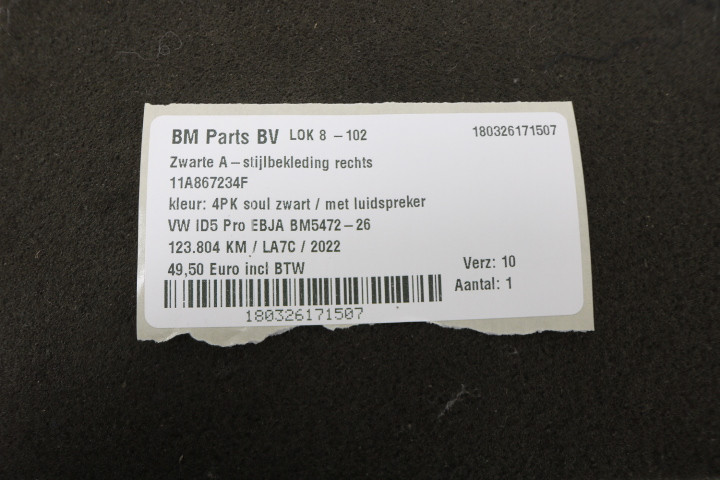 BM Parts BV LOK 8 - 102 180326171507
Zwarte A - stijlbekleding rechts
11A867234F
kleur: 4PK soul zwart / met luidspreker
VW ID5 Pro EBJA BM5472-26
123.804 KM / LA7C / 2022
49,50 Euro incl BTW Verz: 10
Aantal: 1
180326171507